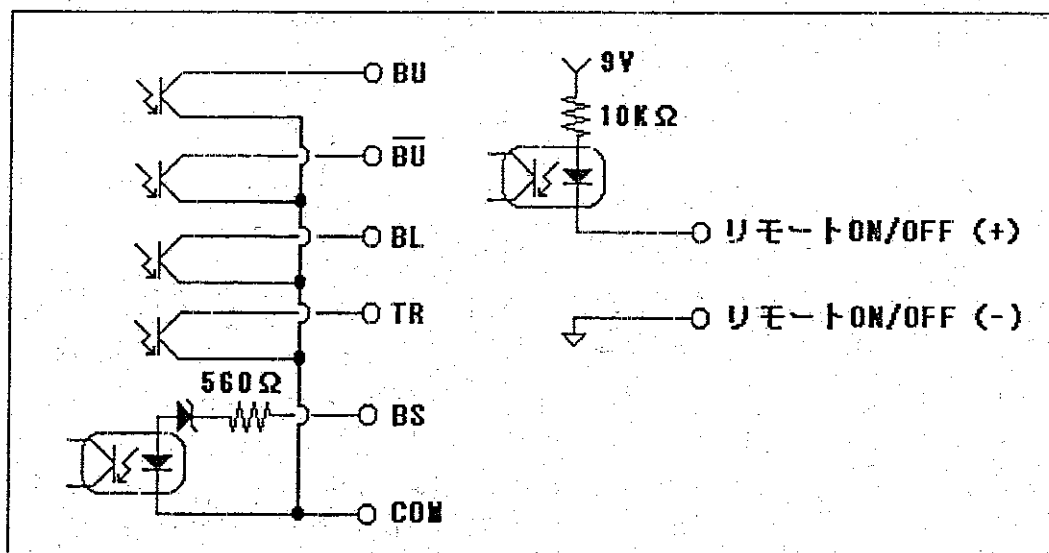 BU
B̅U̅
BL
TR
560Ω
BS
COM
9V
10KΩ
リモートON/OFF (+)
リモートON/OFF (-)